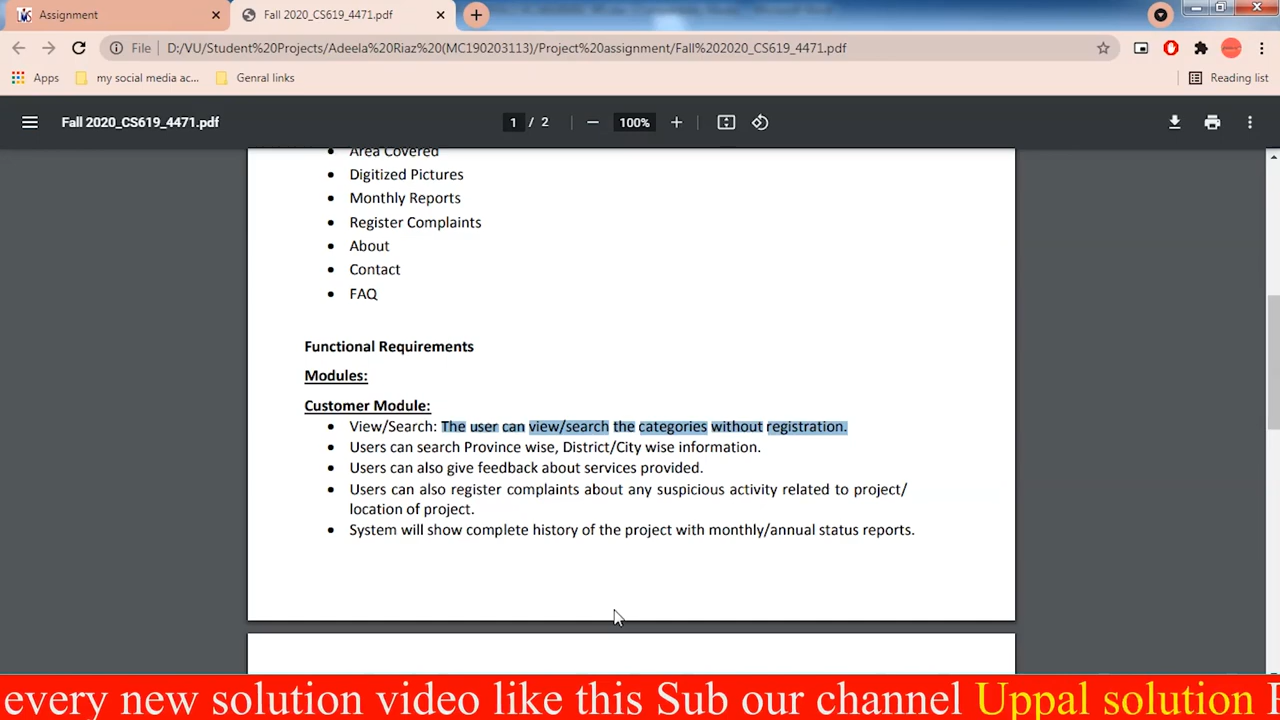 Assignment
Fall 2020_CS619_4471.pdf
File
D:/VU/Student%20Projects/Adeela%20Riaz%20(MC190203113)/Project%20assignment/Fall%202020_CS619_4471.pdf
Apps
my social media ac...
Genral links
Reading list
Fall 2020_CS619_4471.pdf
1 / 2
100%
• Area Covered
• Digitized Pictures
• Monthly Reports
• Register Complaints
• About
• Contact
• FAQ
Functional Requirements
Modules:
Customer Module:
• View/Search: The user can view/search the categories without registration.
• Users can search Province wise, District/City wise information.
• Users can also give feedback about services provided.
• Users can also register complaints about any suspicious activity related to project/
location of project.
• System will show complete history of the project with monthly/annual status reports.
every new solution video like this Sub our channel Uppal solution